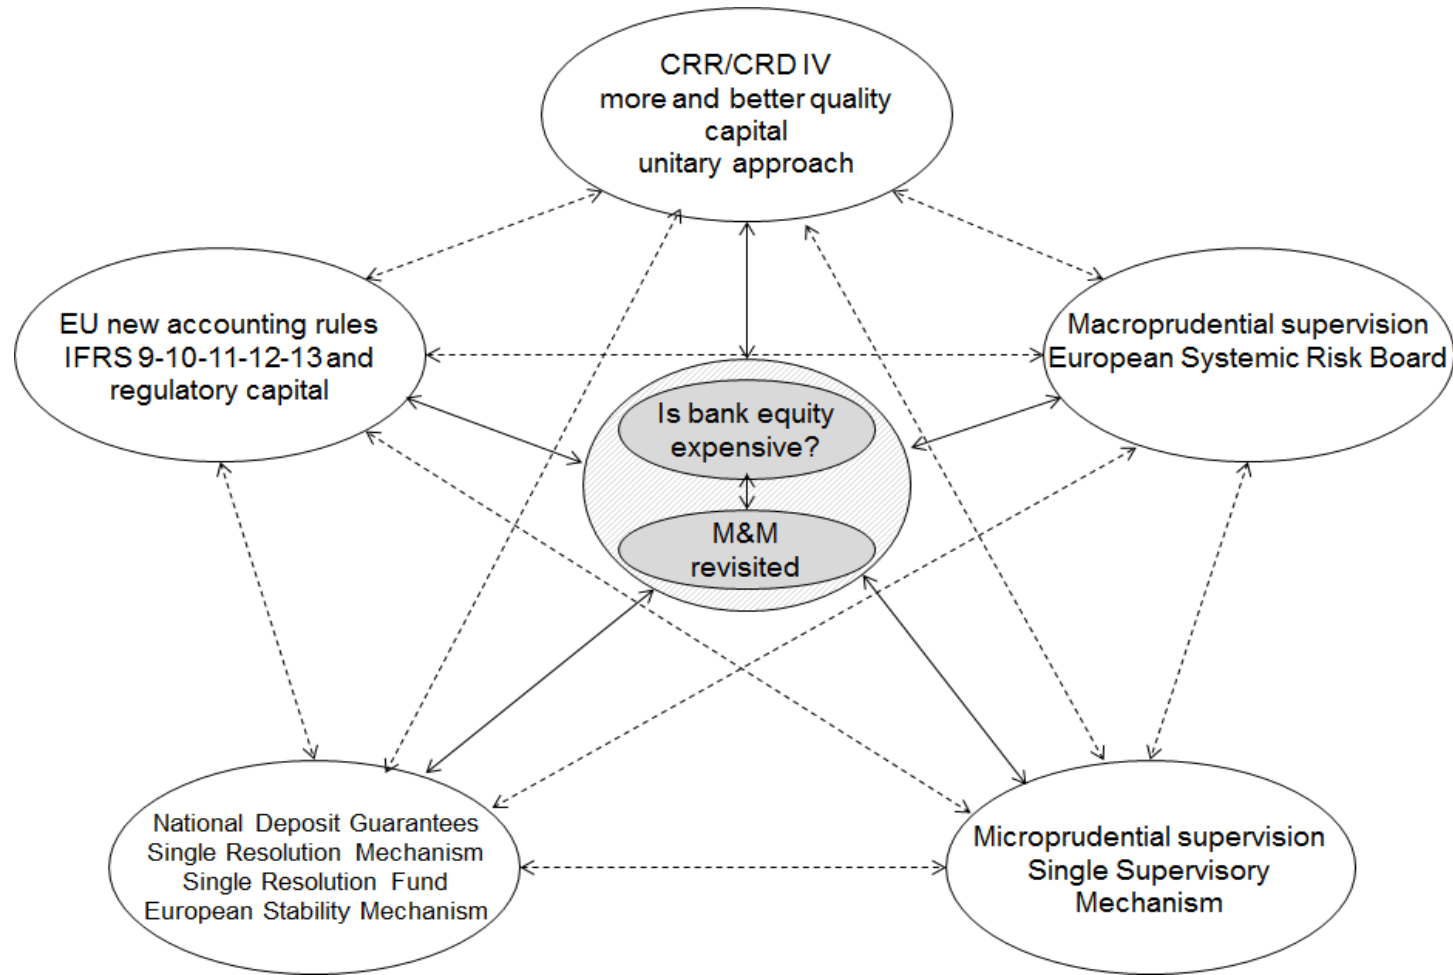 CRR/CRD IV
more and better quality
capital
unitary approach
EU new accounting rules
IFRS 9-10-11-12-13 and
regulatory capital
Macroprudential supervision
European Systemic Risk Board
Is bank equity
expensive?
M&M
revisited
National Deposit Guarantees
Single Resolution Mechanism
Single Resolution Fund
European Stability Mechanism
Microprudential supervision
Single Supervisory
Mechanism